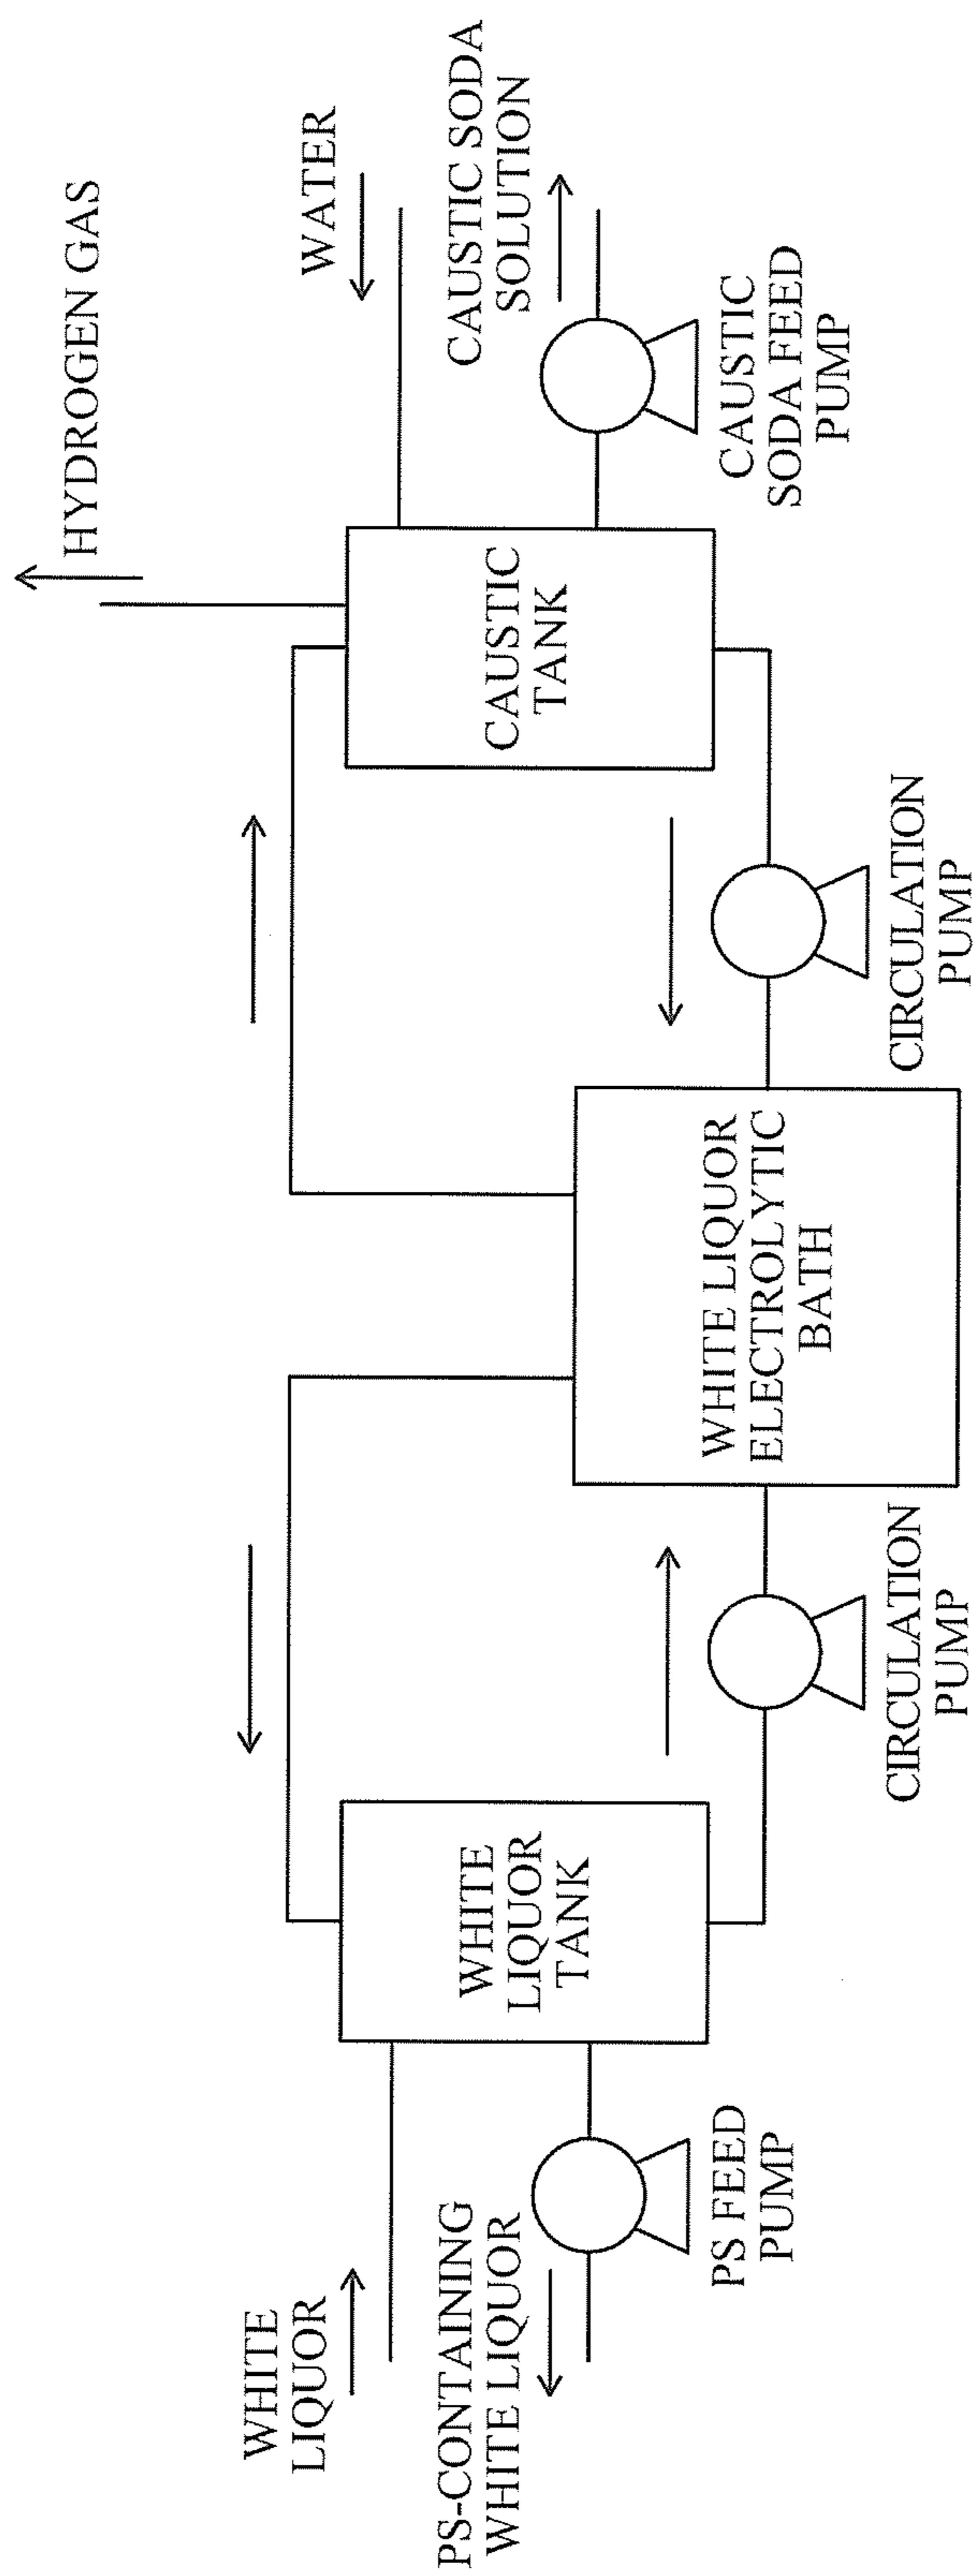 HYDROGEN GAS
WATER
CAUSTIC SODA
SOLUTION
CAUSTIC
SODA FEED
PUMP
CAUSTIC
TANK
CIRCULATION
PUMP
WHITE LIQUOR
ELECTROLYTIC
BATH
CIRCULATION
PUMP
WHITE
LIQUOR
TANK
WHITE
LIQUOR
PS-CONTAINING
WHITE LIQUOR
PS FEED
PUMP